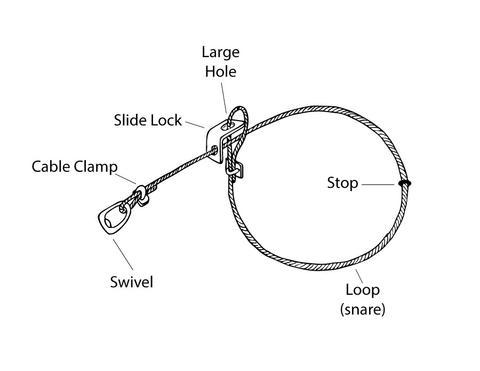 Large
Hole
Slide Lock
Cable Clamp
Stop
Swivel
Loop
(snare)